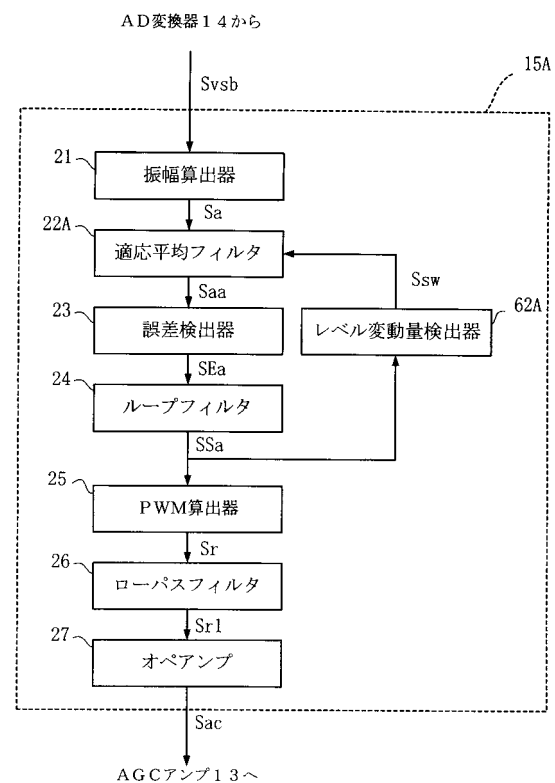 AD変換器14から
Svsb
15A
21
振幅算出器
Sa
22A
適応平均フィルタ
Ssw
Saa
23
誤差検出器
62A
レベル変動量検出器
SEa
24
ループフィルタ
SSa
25
PWM算出器
Sr
26
ローパスフィルタ
Srl
27
オペアンプ
Sac
AGCアンプ13へ